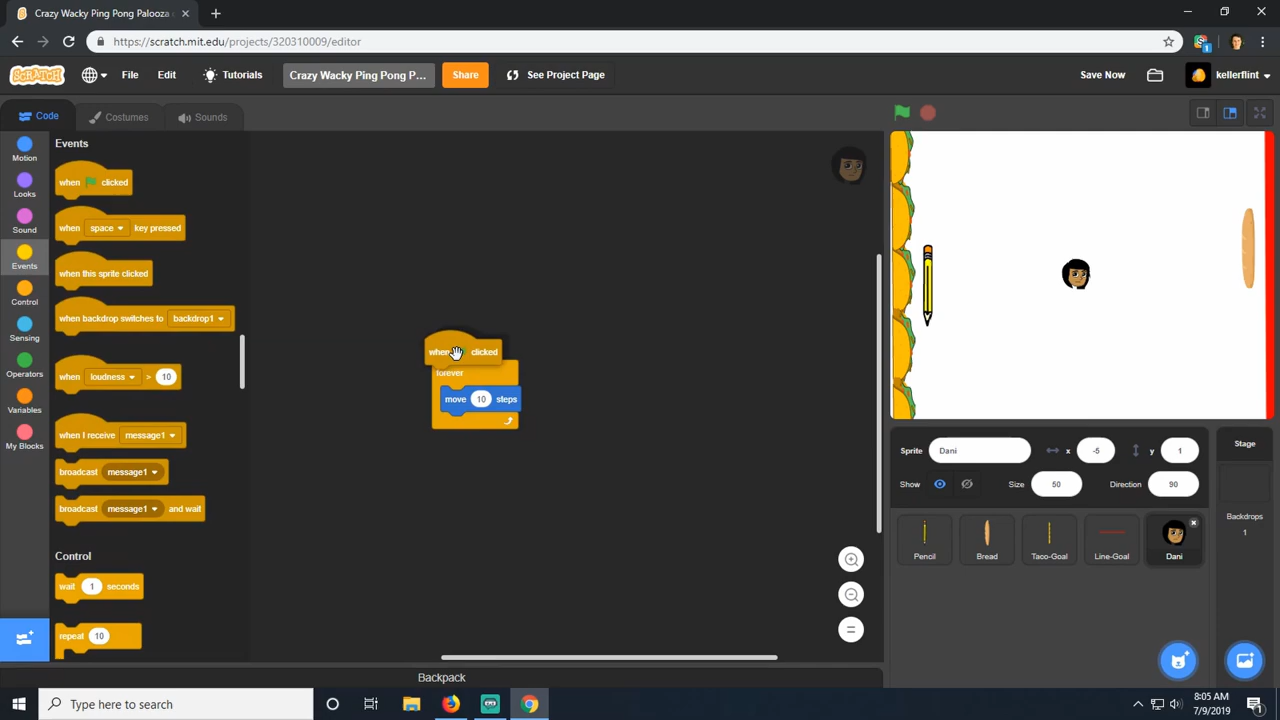 Crazy Wacky Ping Pong Palooza
https://scratch.mit.edu/projects/320310009/editor
1
SCRATCH
File
Edit
Tutorials
Crazy Wacky Ping Pong P...
Share
See Project Page
Save Now
kellerflint
Code
Costumes
Sounds
Motion
Looks
Sound
Events
Control
Sensing
Operators
Variables
My Blocks
Events
when clicked
when space key pressed
when this sprite clicked
when backdrop switches to backdrop1
when loudness > 10
when I receive message1
broadcast message1
broadcast message1 and wait
Control
wait 1 seconds
repeat 10
when clicked
forever
move 10 steps
Sprite Dani x -5 y 1
Show Size 50 Direction 90
Pencil
Bread
Taco-Goal
Line-Goal
Dani
Stage
Backdrops
1
Backpack
Type here to search
8:05 AM
7/9/2019
1